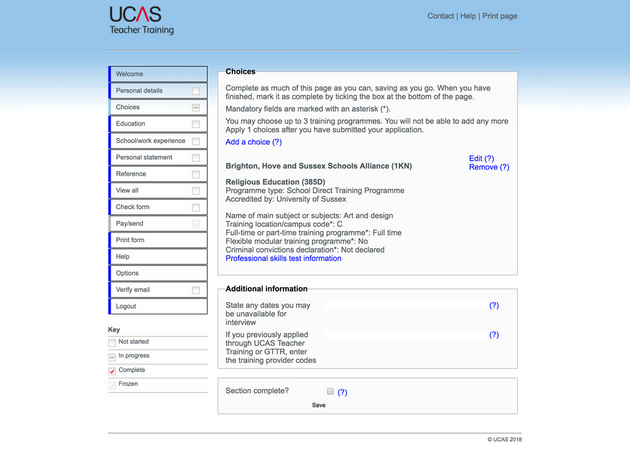 UCAS
Teacher Training
Contact | Help | Print page
Welcome
Personal details
Choices
Education
School/work experience
Personal statement
Reference
View all
Check form
Pay/send
Print form
Help
Options
Verify email
Logout
Key
Not started
In progress
Complete
Frozen
Choices
Complete as much of this page as you can, saving as you go. When you have
finished, mark it as complete by ticking the box at the bottom of the page.
Mandatory fields are marked with an asterisk (*).
You may choose up to 3 training programmes. You will not be able to add any more
Apply 1 choices after you have submitted your application.
Add a choice (?)
Edit (?)
Brighton, Hove and Sussex Schools Alliance (1KN)
Remove (?)
Religious Education (385D)
Programme type: School Direct Training Programme
Accredited by: University of Sussex
Name of main subject or subjects: Art and design
Training location/campus code*: C
Full-time or part-time training programme*: Full time
Flexible modular training programme*: No
Criminal convictions declaration*: Not declared
Professional skills test information
Additional information
State any dates you may
be unavailable for
interview
(?)
If you previously applied
through UCAS Teacher
Training or GTTR, enter
the training provider codes
(?)
Section complete?
(?)
Save
© UCAS 2018